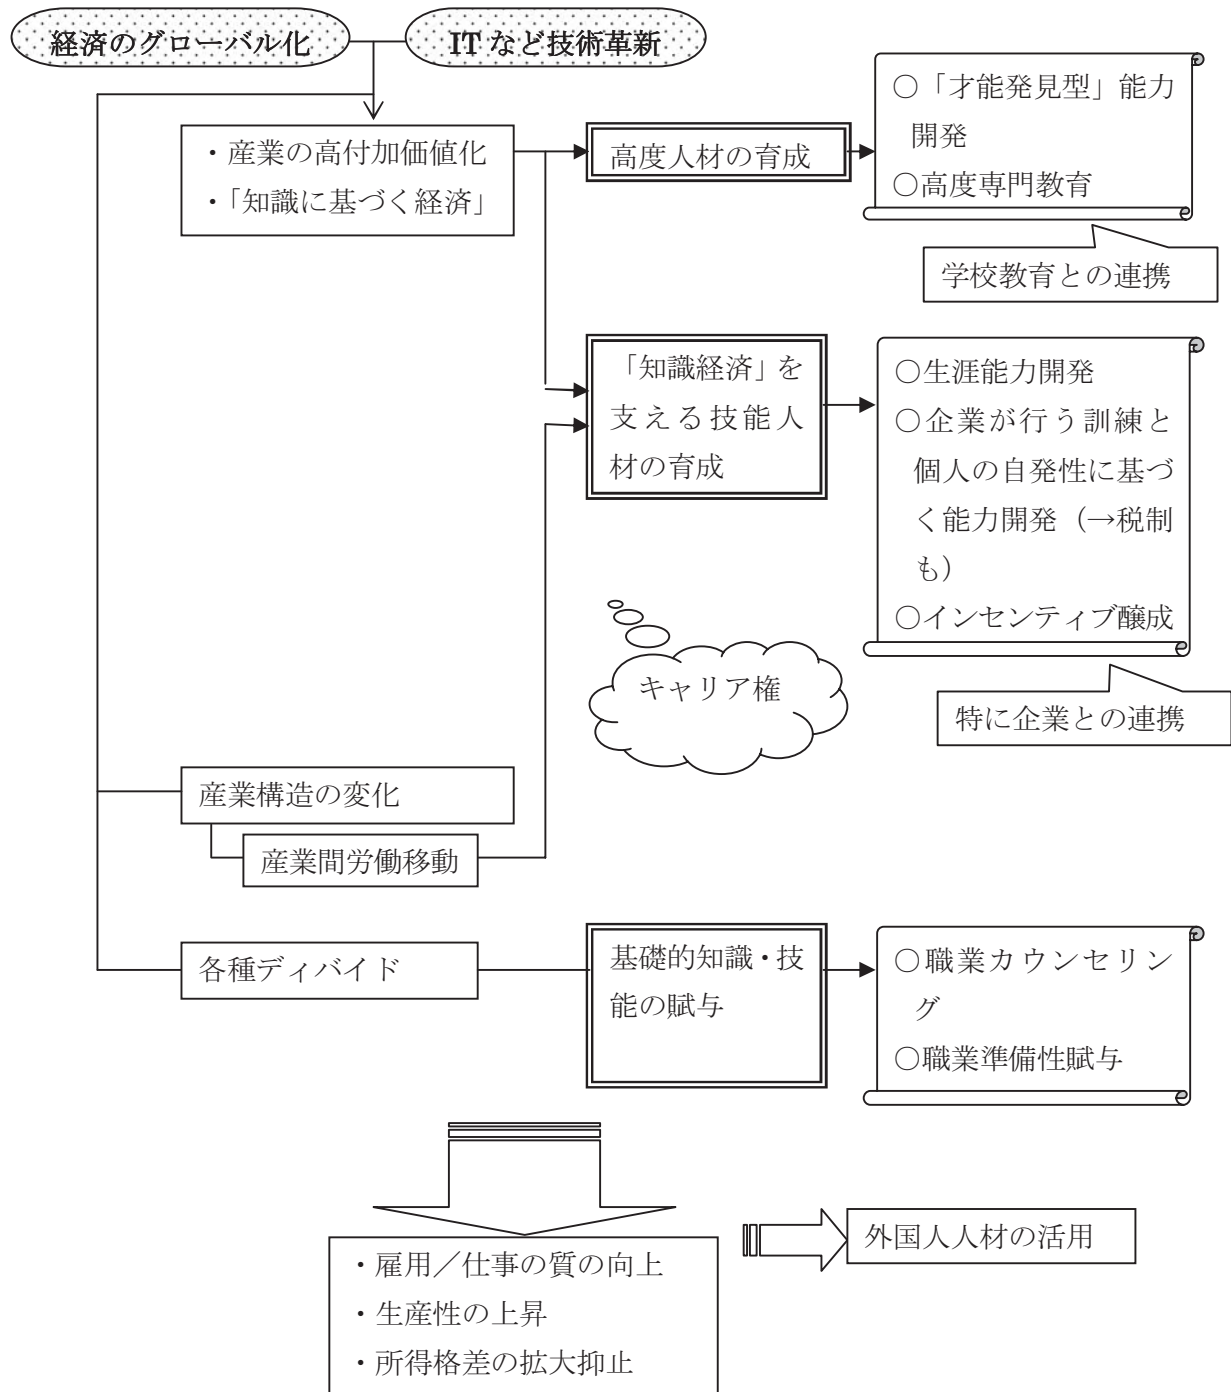 経済のグローバル化
ITなど技術革新
・産業の高付加価値化
・「知識に基づく経済」
高度人材の育成
○「才能発見型」能力
開発
○高度専門教育
学校教育との連携
「知識経済」を
支える技能人
材の育成
○生涯能力開発
○企業が行う訓練と
個人の自発性に基づ
く能力開発（→税制
も）
○インセンティブ醸成
キャリア権
特に企業との連携
産業構造の変化
産業間労働移動
各種ディバイド
基礎的知識・技
能の賦与
○職業カウンセリン
グ
○職業準備性賦与
・雇用／仕事の質の向上
・生産性の上昇
・所得格差の拡大抑止
外国人人材の活用